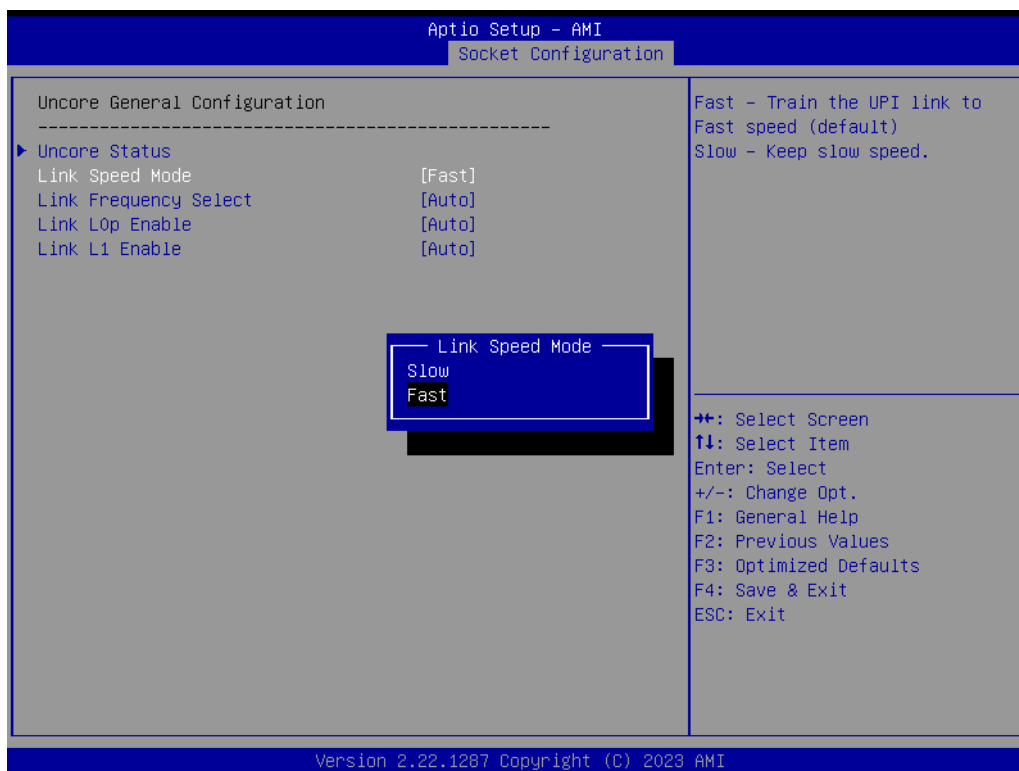 Aptio Setup – AMI
Socket Configuration
Uncore General Configuration
--------------------------------------------------
Uncore Status
Link Speed Mode [Fast]
Link Frequency Select [Auto]
Link L0p Enable [Auto]
Link L1 Enable [Auto]
Link Speed Mode
Slow
Fast
Fast – Train the UPI link to
Fast speed (default)
Slow – Keep slow speed.
→←: Select Screen
↑↓: Select Item
Enter: Select
+/-: Change Opt.
F1: General Help
F2: Previous Values
F3: Optimized Defaults
F4: Save & Exit
ESC: Exit
Version 2.22.1287 Copyright (C) 2023 AMI